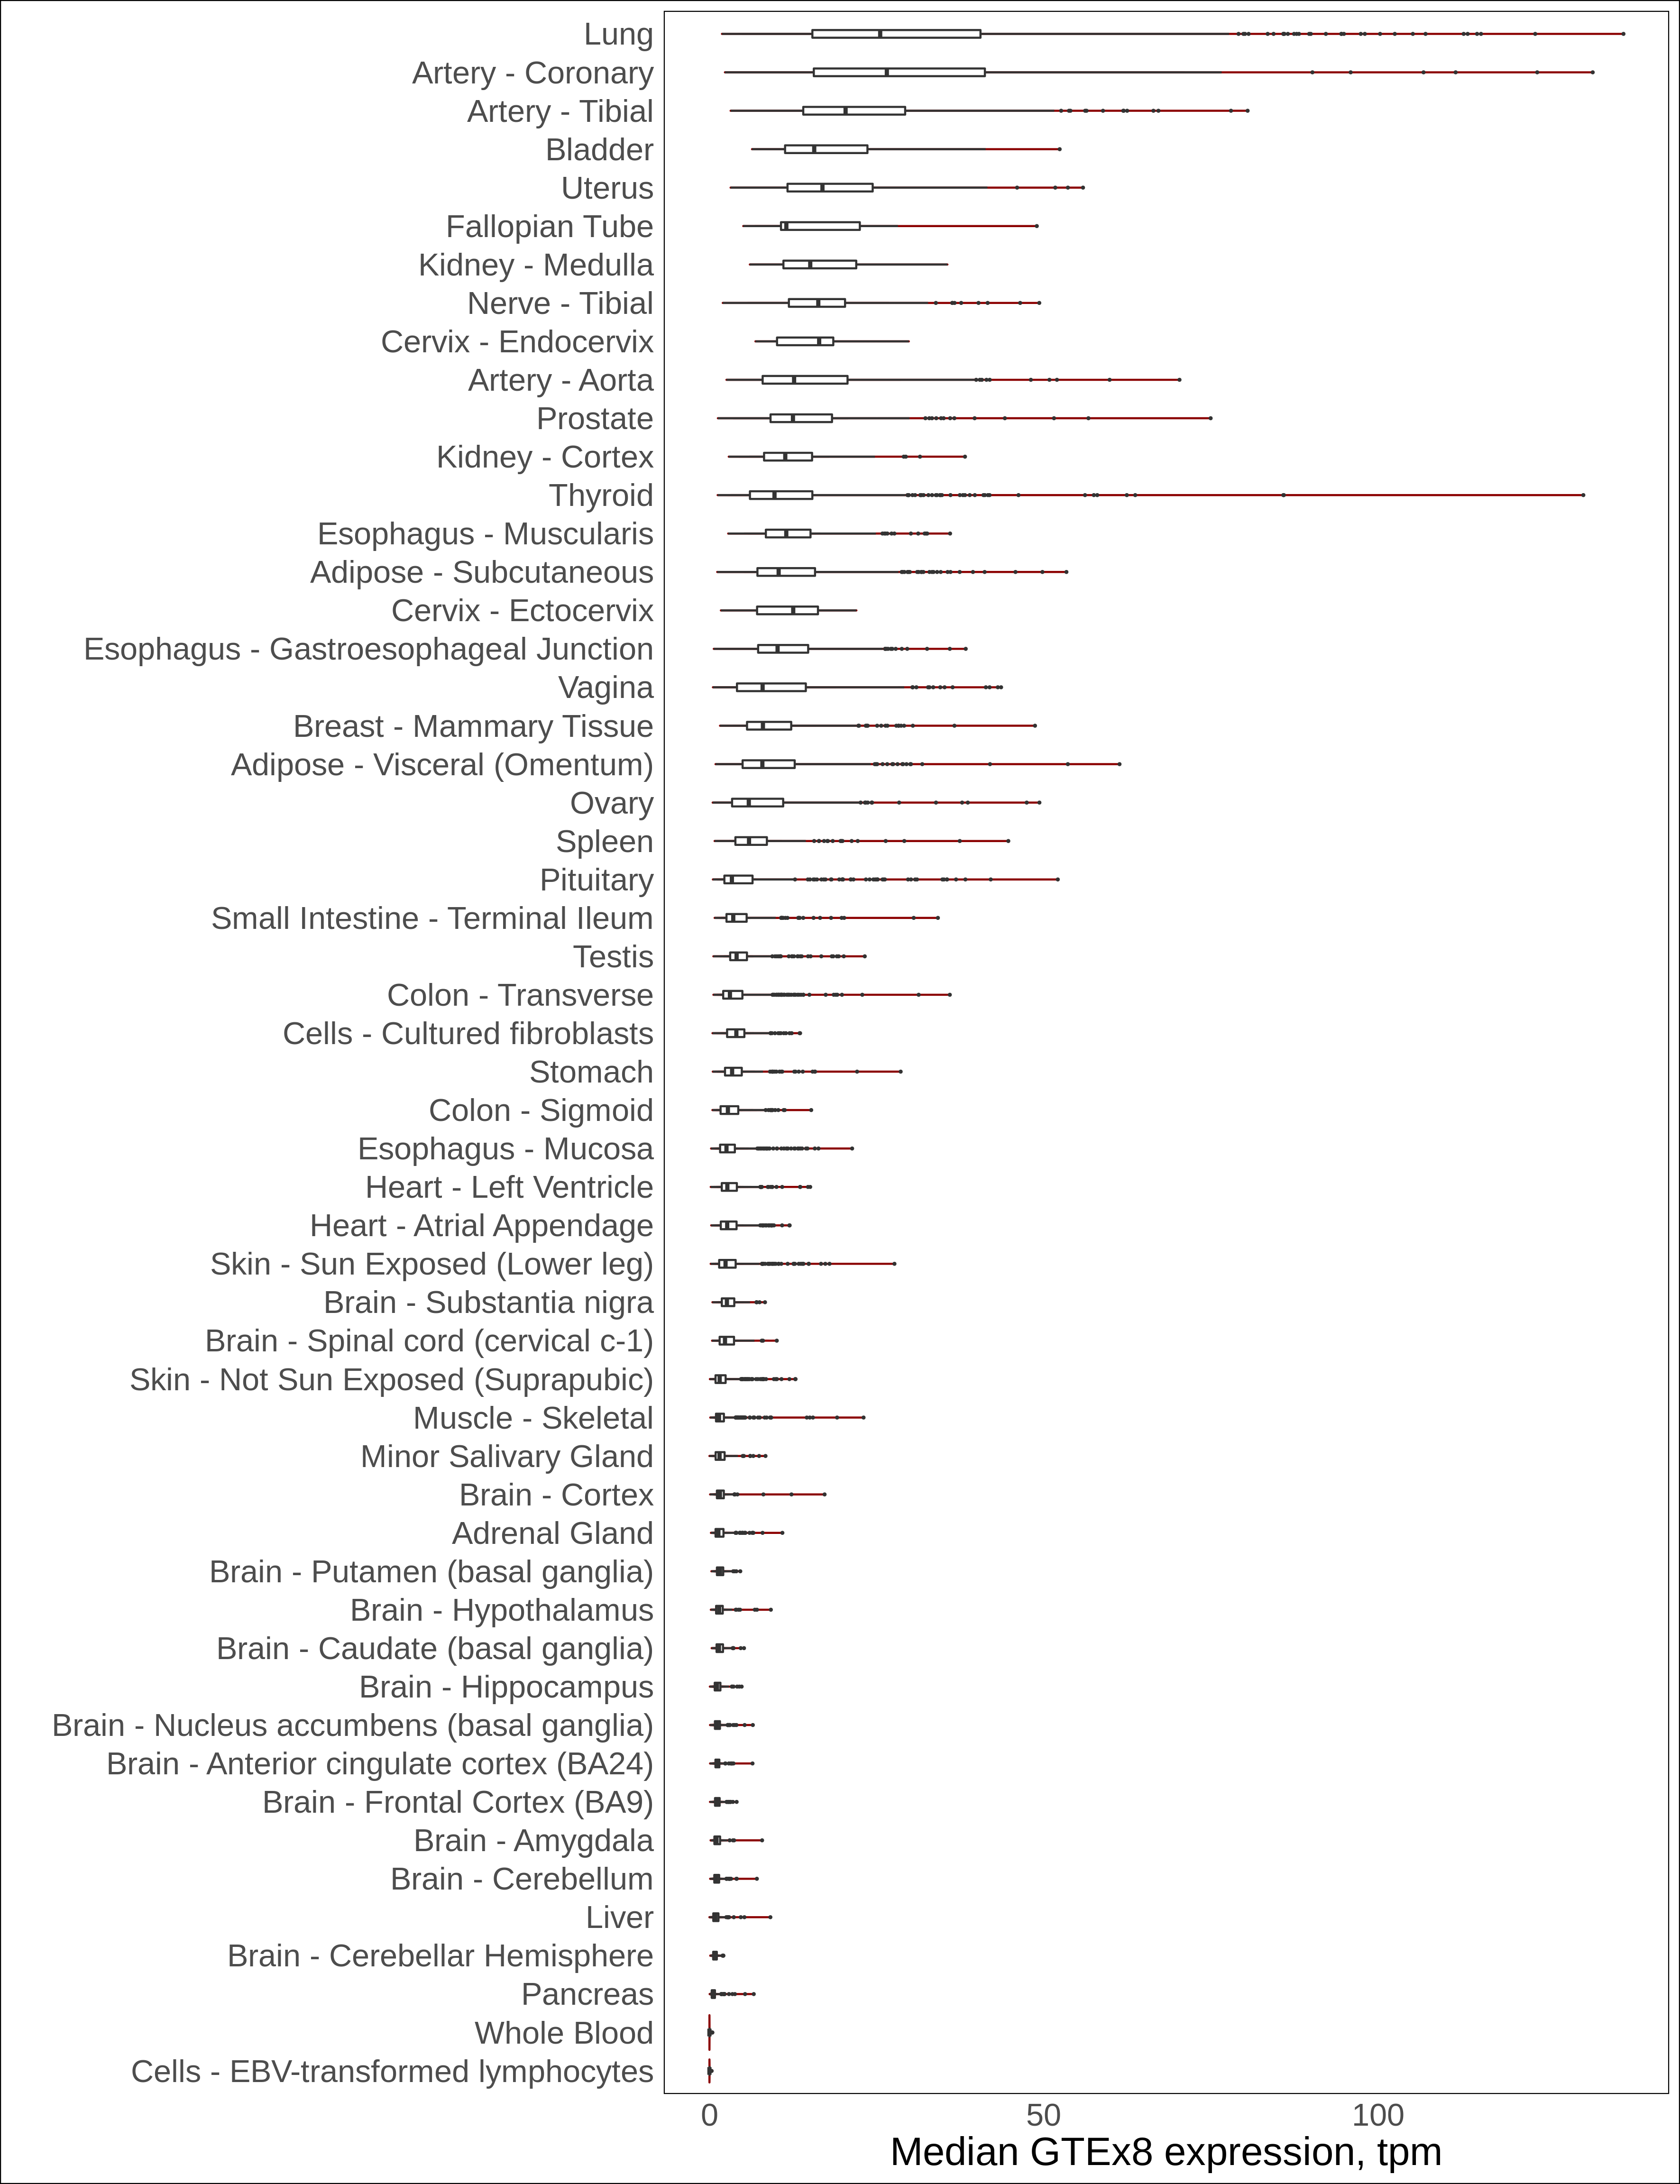 Lung
Artery - Coronary
Artery - Tibial
Bladder
Uterus
Fallopian Tube
Kidney - Medulla
Nerve - Tibial
Cervix - Endocervix
Artery - Aorta
Prostate
Kidney - Cortex
Thyroid
Esophagus - Muscularis
Adipose - Subcutaneous
Cervix - Ectocervix
Esophagus - Gastroesophageal Junction
Vagina
Breast - Mammary Tissue
Adipose - Visceral (Omentum)
Ovary
Spleen
Pituitary
Small Intestine - Terminal Ileum
Testis
Colon - Transverse
Cells - Cultured fibroblasts
Stomach
Colon - Sigmoid
Esophagus - Mucosa
Heart - Left Ventricle
Heart - Atrial Appendage
Skin - Sun Exposed (Lower leg)
Brain - Substantia nigra
Brain - Spinal cord (cervical c-1)
Skin - Not Sun Exposed (Suprapubic)
Muscle - Skeletal
Minor Salivary Gland
Brain - Cortex
Adrenal Gland
Brain - Putamen (basal ganglia)
Brain - Hypothalamus
Brain - Caudate (basal ganglia)
Brain - Hippocampus
Brain - Nucleus accumbens (basal ganglia)
Brain - Anterior cingulate cortex (BA24)
Brain - Frontal Cortex (BA9)
Brain - Amygdala
Brain - Cerebellum
Liver
Brain - Cerebellar Hemisphere
Pancreas
Whole Blood
Cells - EBV-transformed lymphocytes
0 50 100
Median GTEx8 expression, tpm